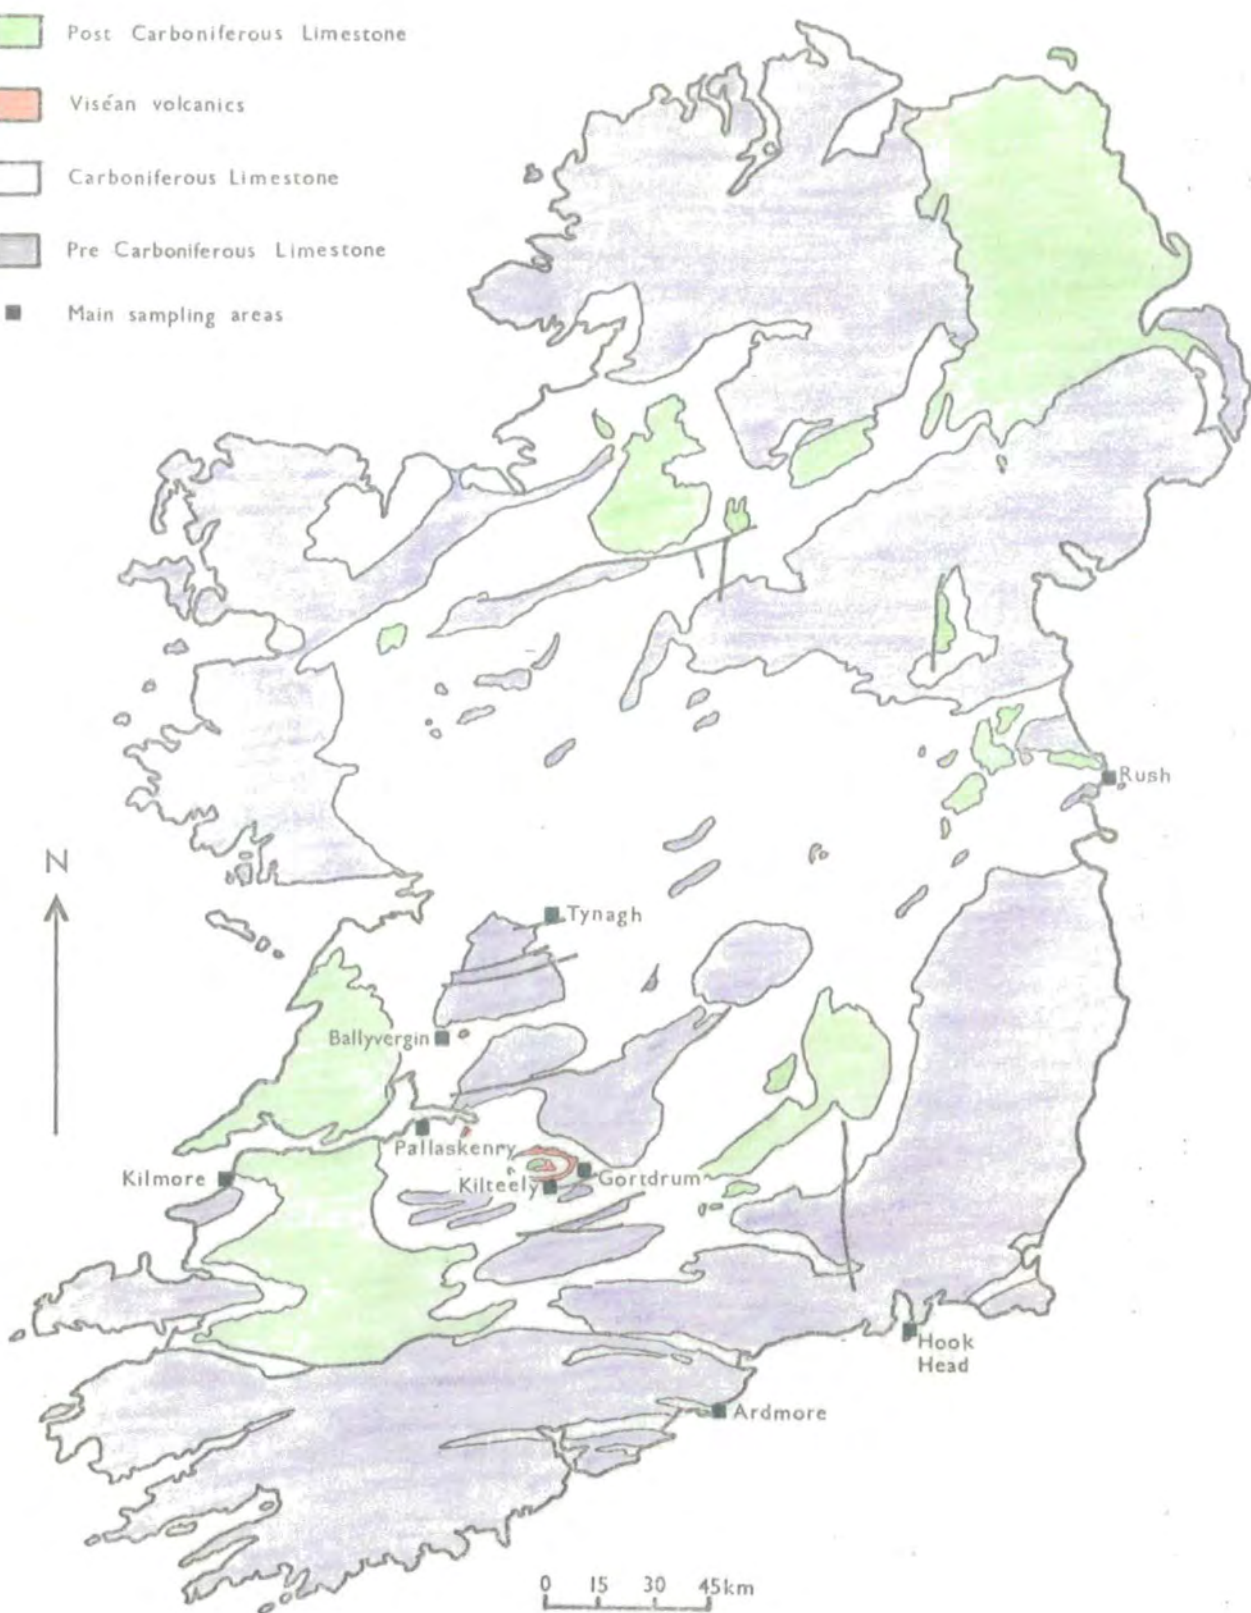 Post Carboniferous Limestone
Viséan volcanics
Carboniferous Limestone
Pre Carboniferous Limestone
Main sampling areas
Rush
N
Tynagh
Ballyvergin
Pallaskenry
Kilmore
Kilteely
Gortdrum
Hook
Head
Ardmore
0 15 30 45km